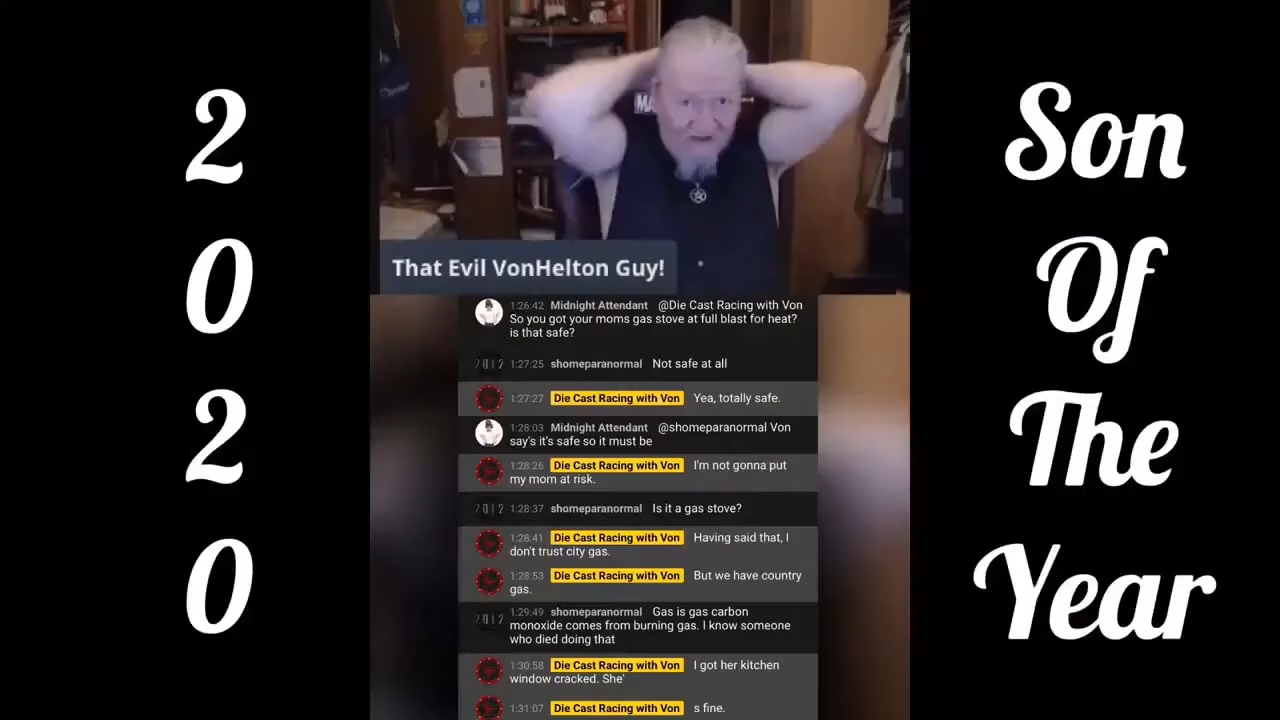 2
0
2
0
Son
Of
The
Year
MA
That Evil VonHelton Guy!
1:26:42 Midnight Attendant @Die Cast Racing with Von
So you got your moms gas stove at full blast for heat?
is that safe?
2012 1:27:25 shomeparanormal Not safe at all
1:27:27 Die Cast Racing with Von Yea, totally safe.
1:28:03 Midnight Attendant @shomeparanormal Von
say's it's safe so it must be
1:28:26 Die Cast Racing with Von I'm not gonna put
my mom at risk.
2012 1:28:37 shomeparanormal Is it a gas stove?
1:28:41 Die Cast Racing with Von Having said that, I
don't trust city gas.
1:28:53 Die Cast Racing with Von But we have country
gas.
2012 1:29:49 shomeparanormal Gas is gas carbon
monoxide comes from burning gas. I know someone
who died doing that
1:30:58 Die Cast Racing with Von I got her kitchen
window cracked. She'
1:31:07 Die Cast Racing with Von s fine.